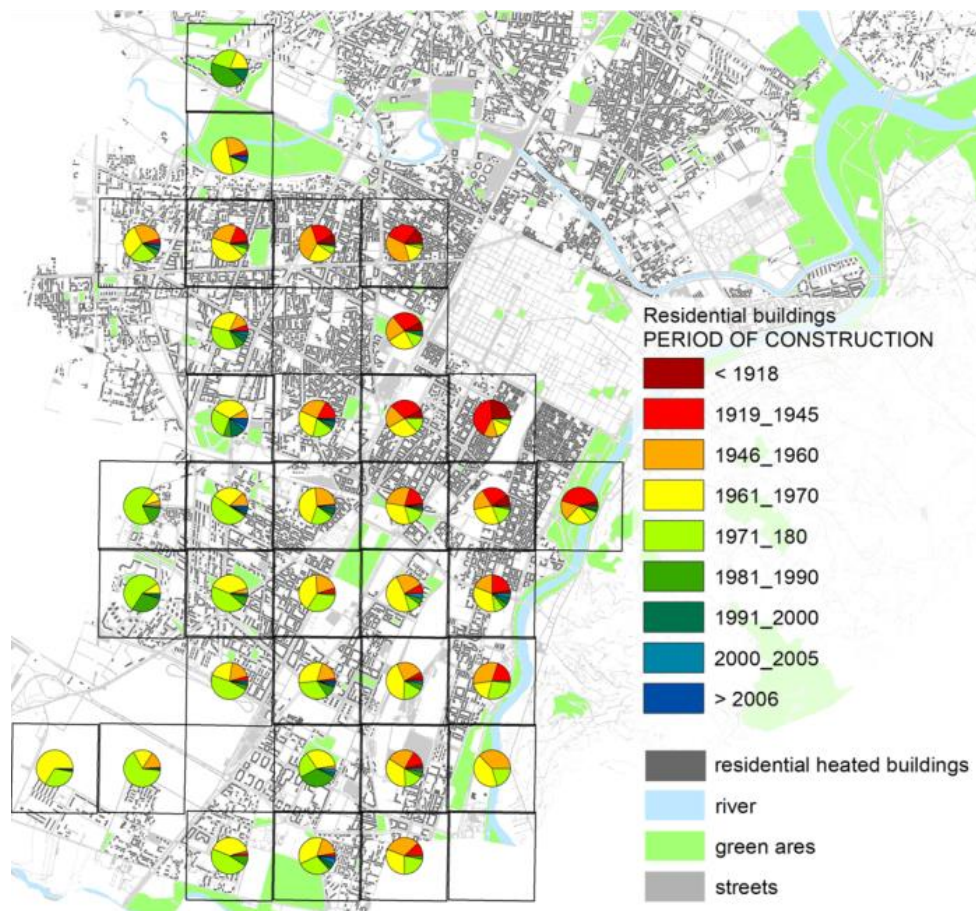 Residential buildings
PERIOD OF CONSTRUCTION
< 1918
1919_1945
1946_1960
1961_1970
1971_180
1981_1990
1991_2000
2000_2005
> 2006
residential heated buildings
river
green ares
streets